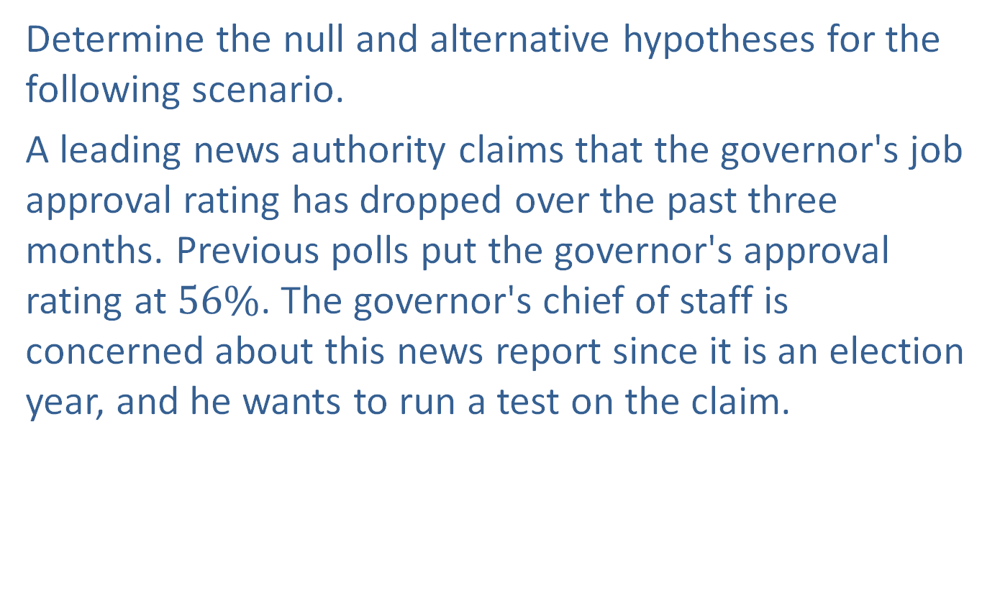 Determine the null and alternative hypotheses for the
following scenario.
A leading news authority claims that the governor's job
approval rating has dropped over the past three
months. Previous polls put the governor's approval
rating at 56%. The governor's chief of staff is
concerned about this news report since it is an election
year, and he wants to run a test on the claim.